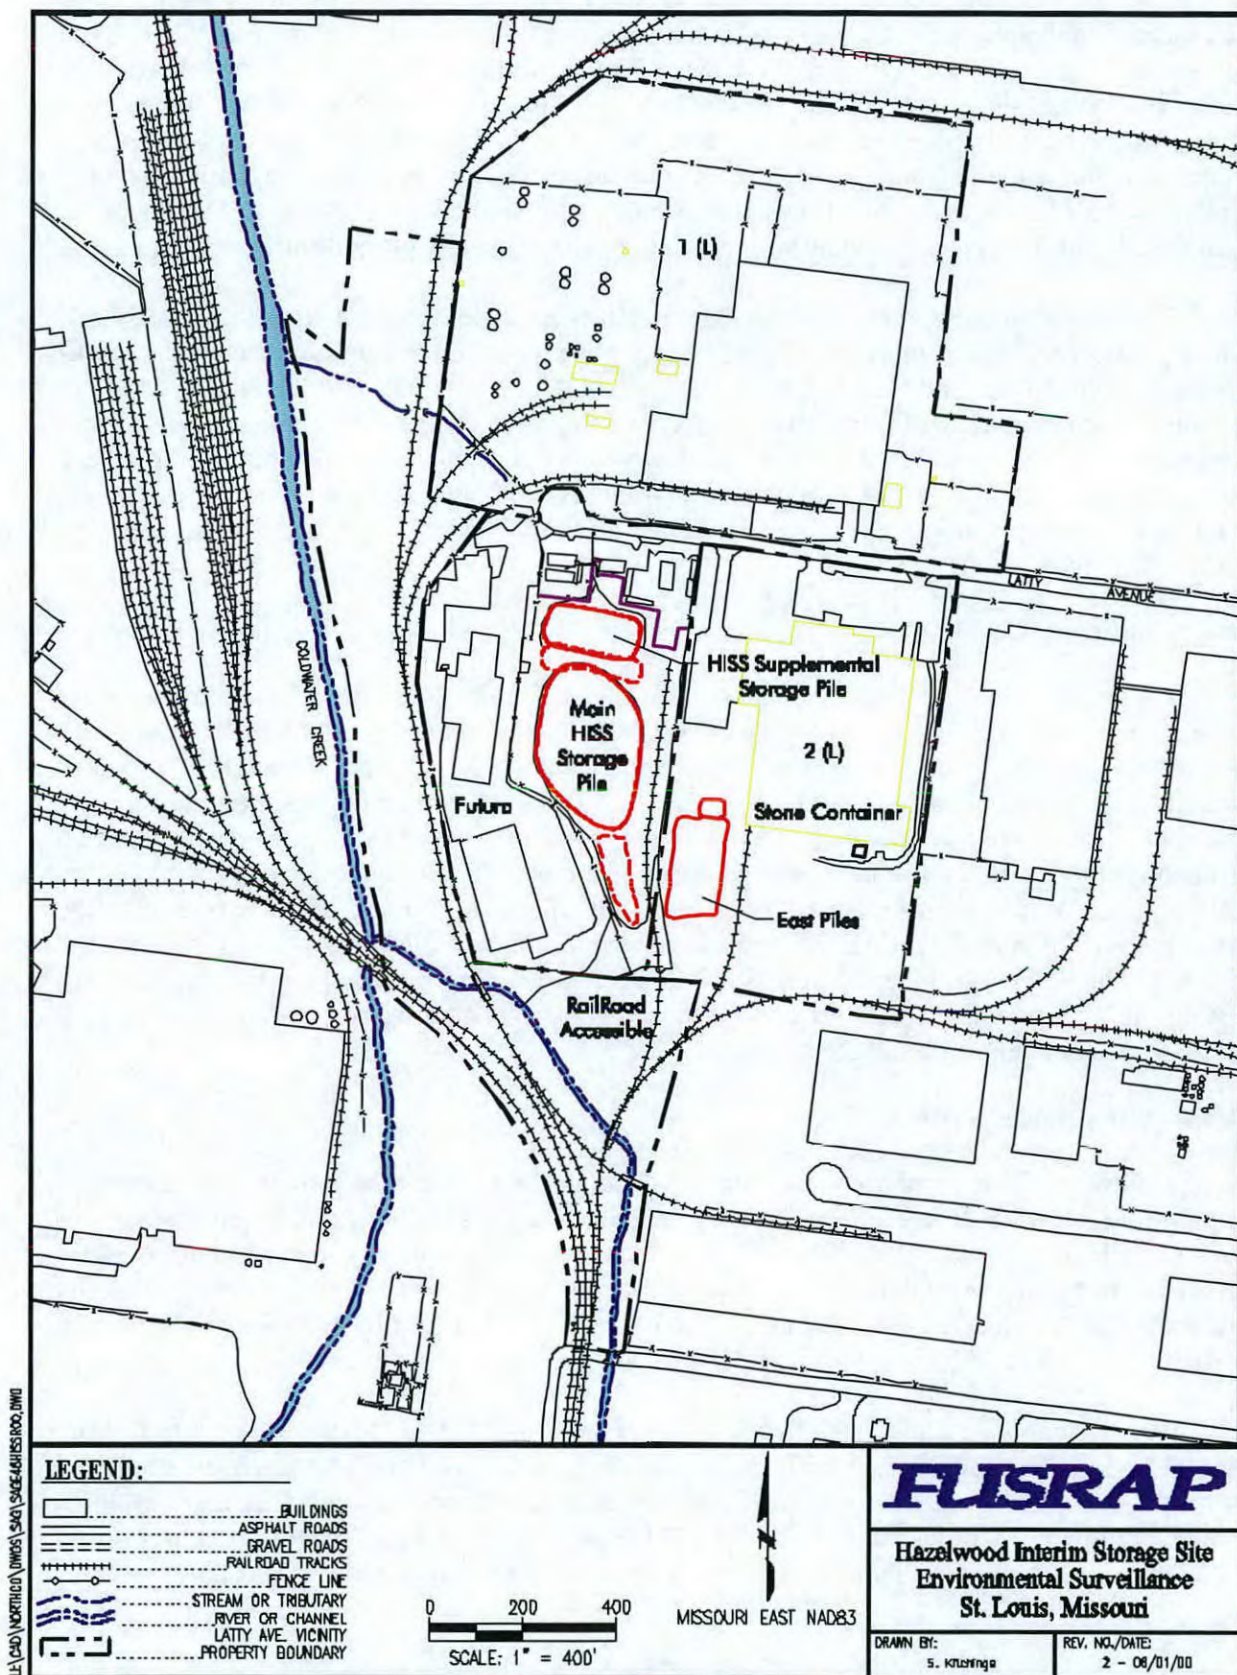 1 (L)
LATTY
AVENUE
COLDWATER CREEK
HISS Supplemental
Storage Pile
Main
HISS
Storage
Pile
2 (L)
Futura
Stone Container
East Piles
RailRoad
Accessible
LEGEND:
BUILDINGS
ASPHALT ROADS
GRAVEL ROADS
RAILROAD TRACKS
FENCE LINE
STREAM OR TRIBUTARY
RIVER OR CHANNEL
LATTY AVE. VICINITY
PROPERTY BOUNDARY
0 200 400
SCALE: 1" = 400'
MISSOURI EAST NAD83
FUSRAP
Hazelwood Interim Storage Site
Environmental Surveillance
St. Louis, Missouri
DRAWN BY:
REV. NO./DATE:
2 - 06/01/00